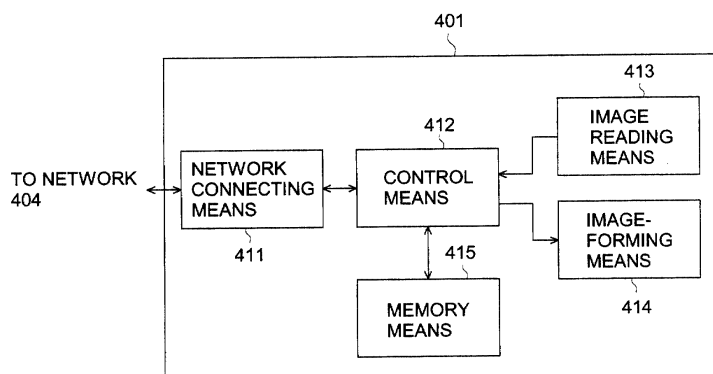 401
413
IMAGE
READING
MEANS
412
CONTROL
MEANS
NETWORK
CONNECTING
MEANS
TO NETWORK
404
411
415
IMAGE-
FORMING
MEANS
414
MEMORY
MEANS